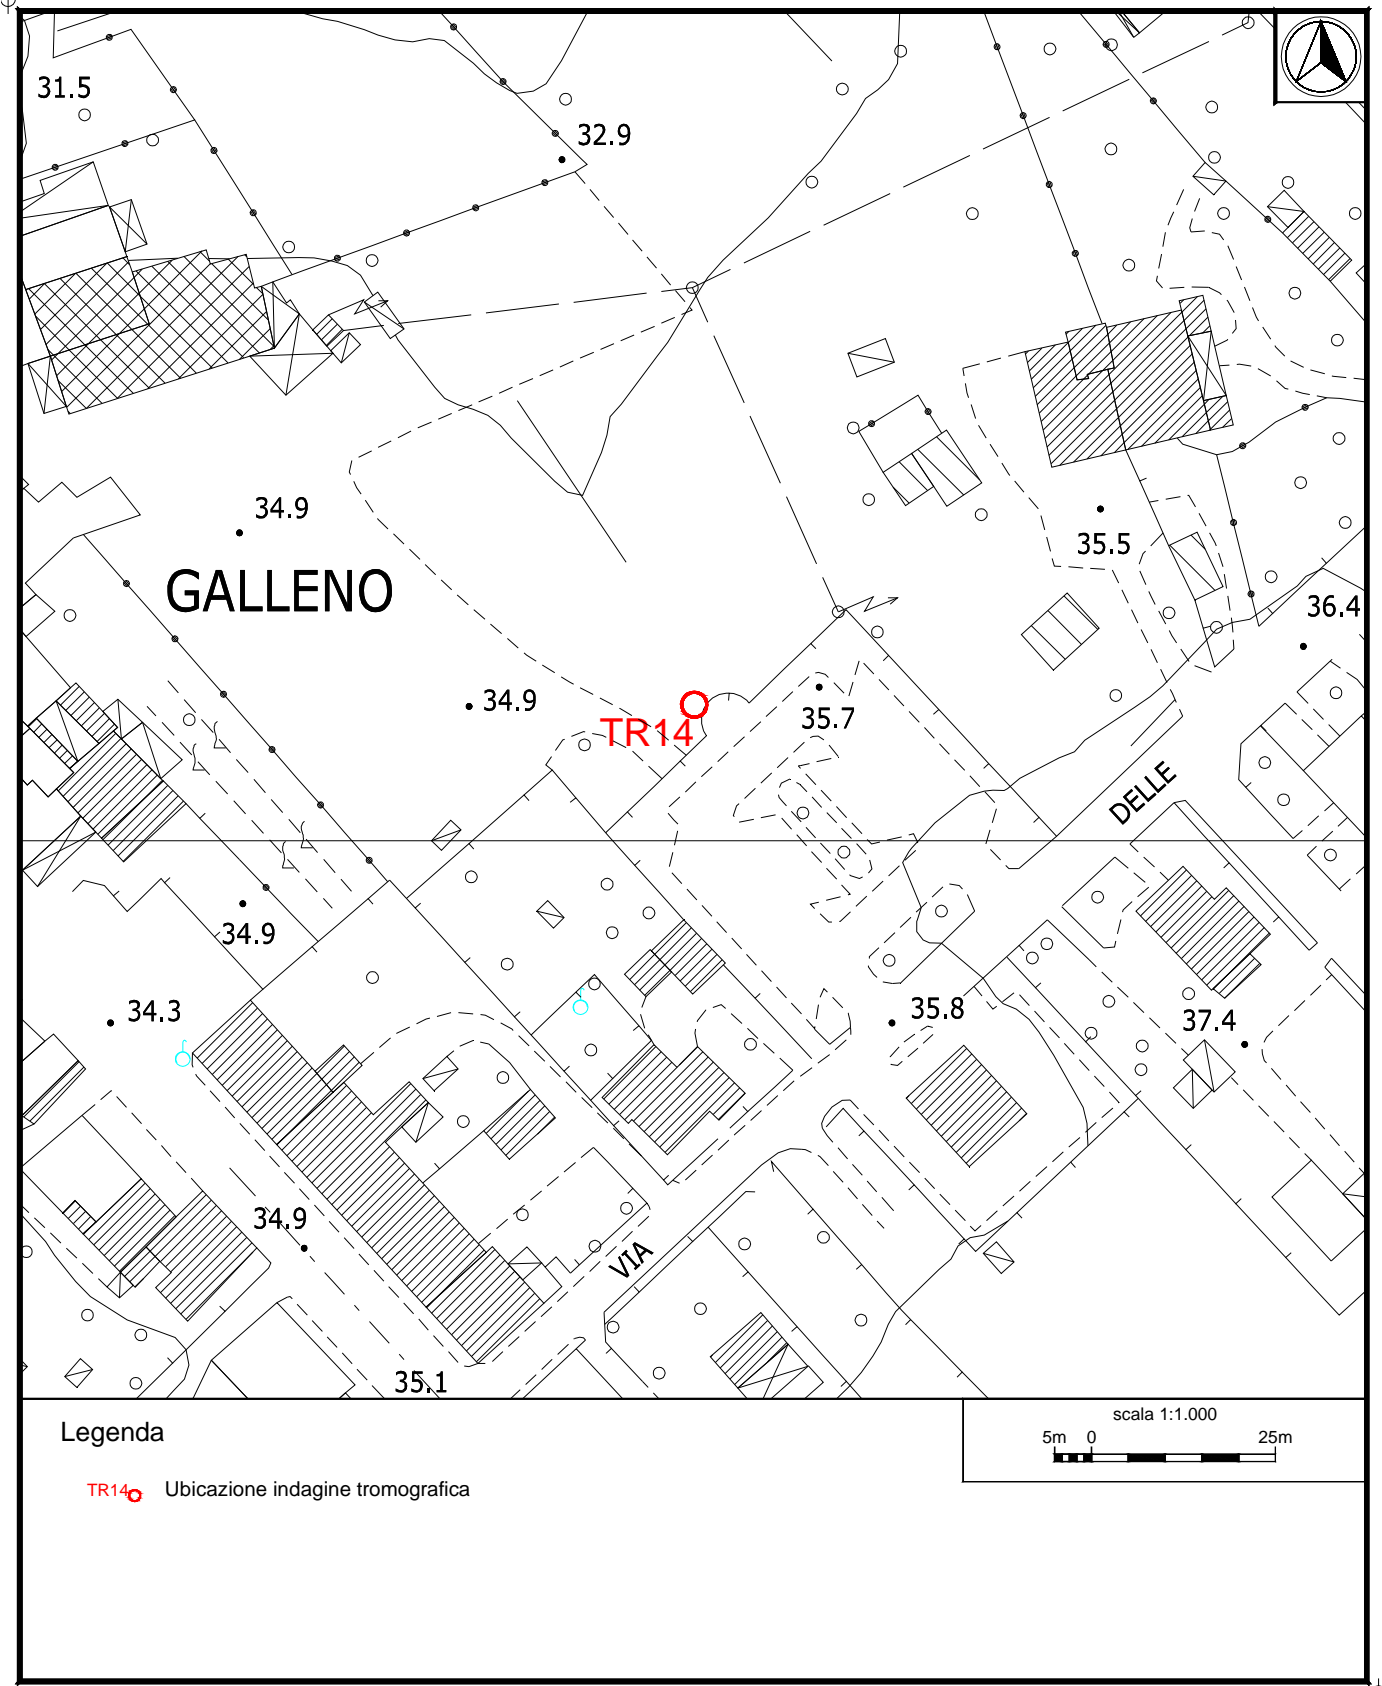 31.5
32.9
34.9
GALLENO
35.5
36.4
34.9
TR14
35.7
DELLE
34.9
34.3
35.8
37.4
34.9
VIA
35.1
Legenda
scala 1:1.000
5m 0 25m
TR14 Ubicazione indagine tromografica